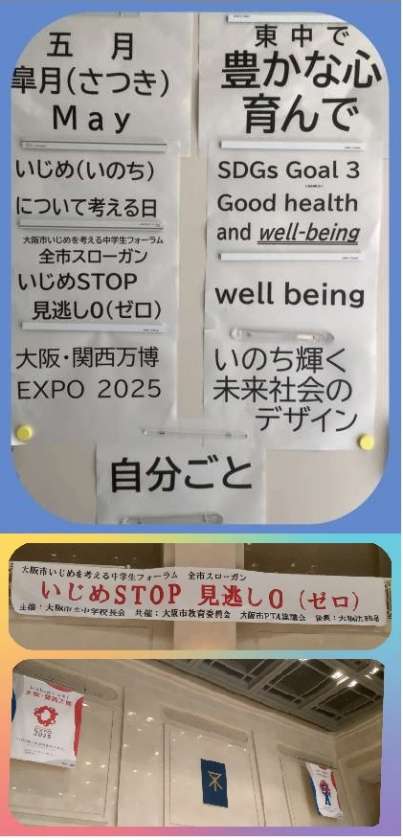 五 月
皐月(さつき)
May
いじめ(いのち)
について考える日
大阪市いじめを考える中学生フォーラム
全市スローガン
いじめSTOP
見逃し0(ゼロ)
大阪・関西万博
EXPO 2025
東 中 で
豊かな心
育んで
SDGs Goal 3
Good health
and well-being
well being
いのち輝く
未来社会の
デザイン
自分ごと
大阪市いじめを考える中学生フォーラム 全市スローガン
いじめSTOP 見逃し0(ゼロ)
主催:大阪市立中学校長会 共催:大阪市教育委員会 大阪市PTA協議会
大阪・関西万博
EXPO
2025